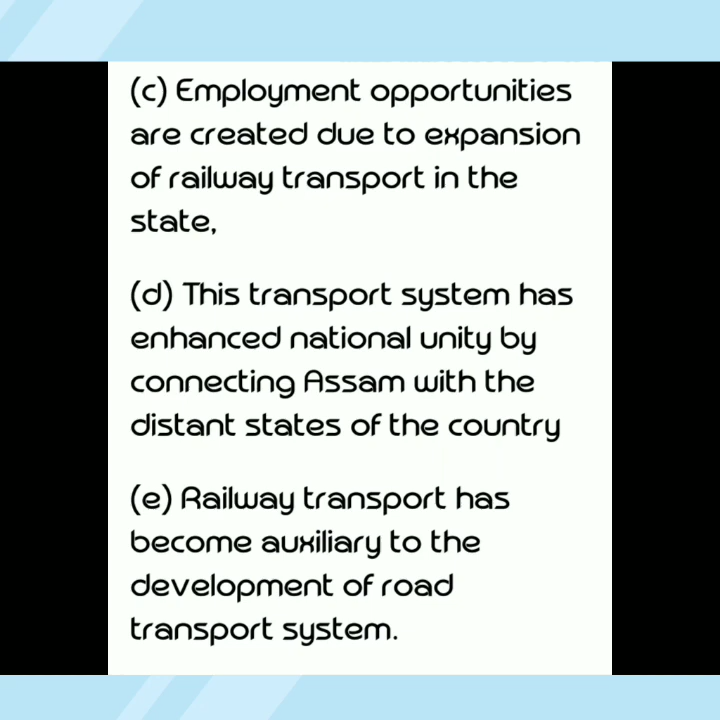 (c) Employment opportunities
are created due to expansion
of railway transport in the
state,
(d) This transport system has
enhanced national unity by
connecting Assam with the
distant states of the country
(e) Railway transport has
become auxiliary to the
development of road
transport system.